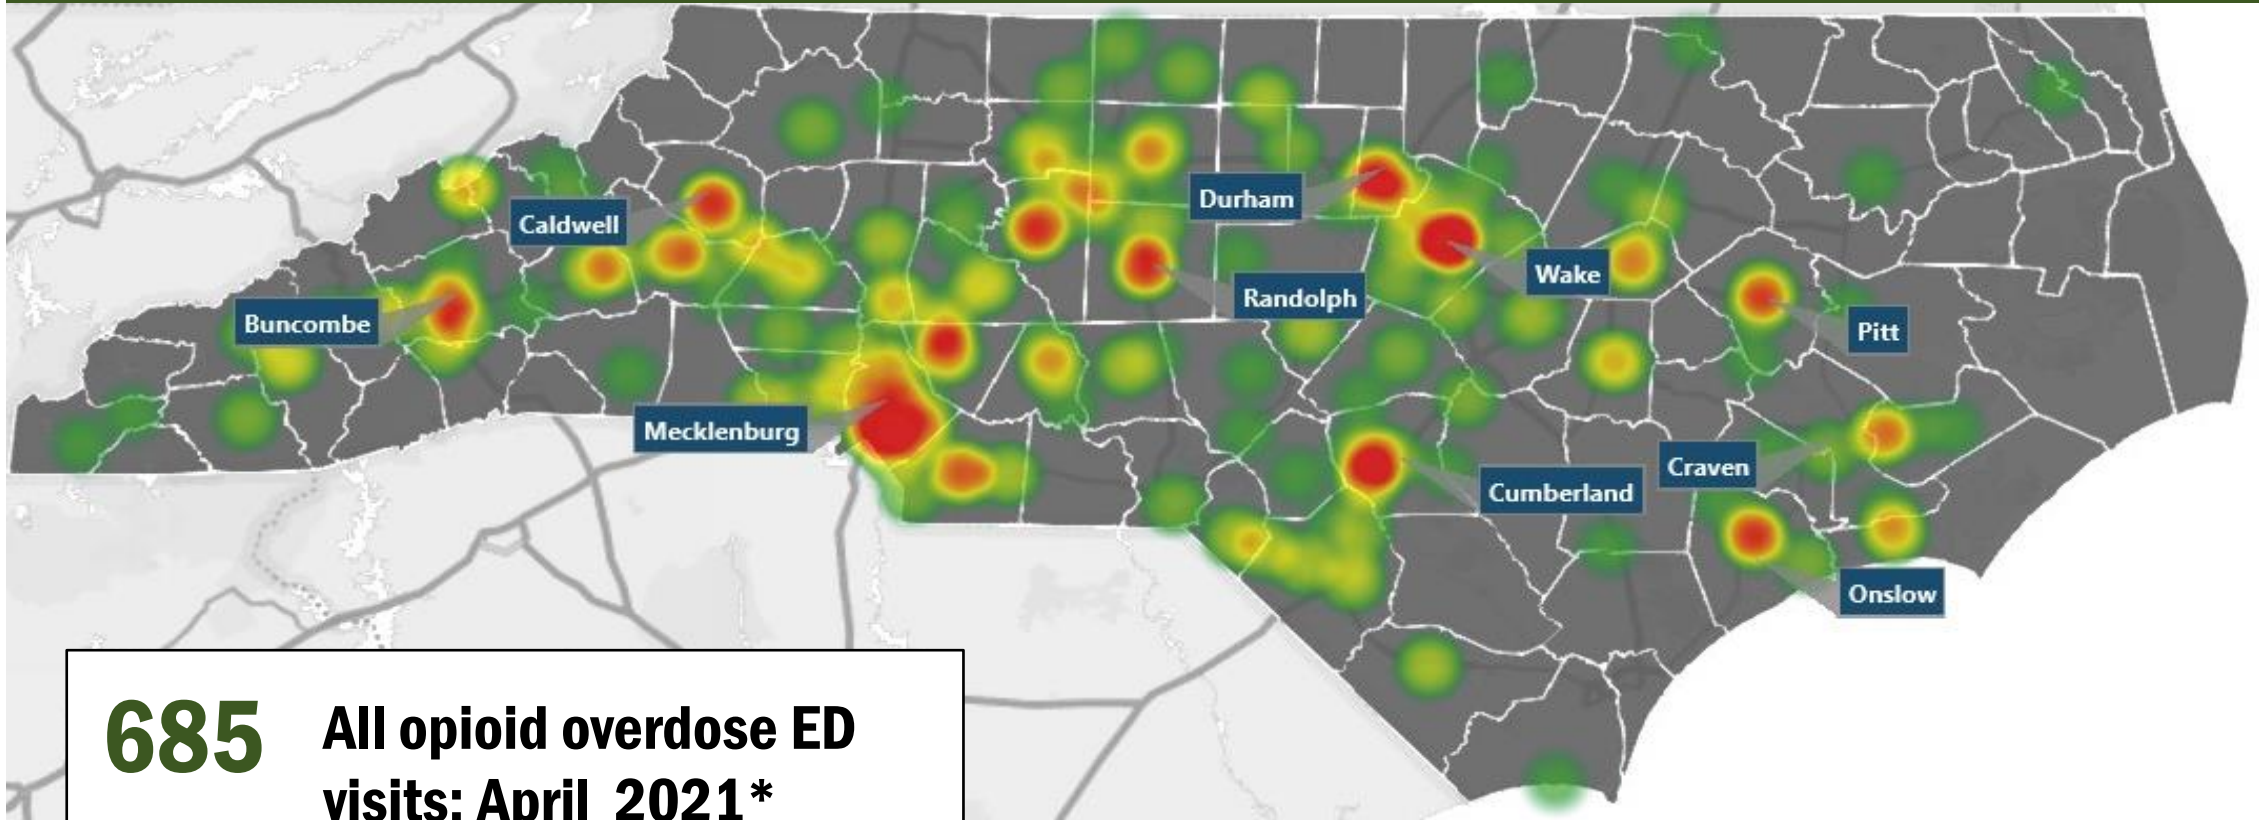 Durham
Caldwell
Wake
Randolph
Buncombe
Pitt
Mecklenburg
Craven
Cumberland
Onslow
685 All opioid overdose ED
visits: April 2021*